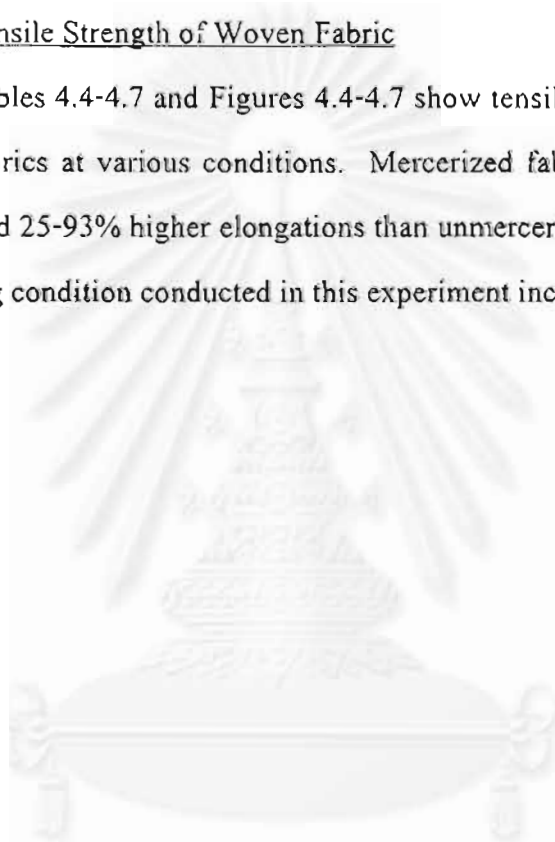 nsile Strength of Woven Fabric
bles 4.4-4.7 and Figures 4.4-4.7 show tensil
rics at various conditions. Mercerized fab
d 25-93% higher elongations than unmercer
g condition conducted in this experiment inc